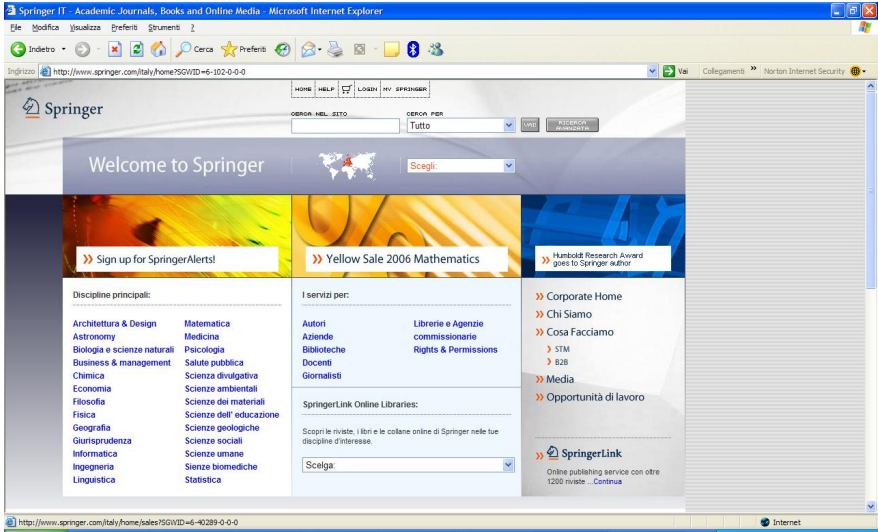 Springer IT - Academic Journals, Books and Online Media - Microsoft Internet Explorer
File Modifica Visualizza Preferiti Strumenti ?
Indietro Cerca Preferiti
Indirizzo http://www.springer.com/italy/home?SGWID=6-102-0-0-0 Vai Collegamenti Norton Internet Security
HOME HELP LOGIN MY SPRINGER
Springer
CERCA NEL SITO CERCA PER
Tutto VAI RICERCA AVANZATA
Welcome to Springer Scegli:
Sign up for SpringerAlerts!
Yellow Sale 2006 Mathematics
Humboldt Research Award
goes to Springer author
Discipline principali:
Architettura & Design
Astronomy
Biologia e scienze naturali
Business & management
Chimica
Economia
Filosofia
Fisica
Geografia
Giurisprudenza
Informatica
Ingegneria
Linguistica
Matematica
Medicina
Psicologia
Salute pubblica
Scienza divulgativa
Scienze ambientali
Scienze dei materiali
Scienze dell' educazione
Scienze geologiche
Scienze sociali
Scienze umane
Sienze biomediche
Statistica
I servizi per:
Autori
Aziende
Biblioteche
Docenti
Giornalisti
Librerie e Agenzie
commissionarie
Rights & Permissions
SpringerLink Online Libraries:
Scopri le riviste, i libri e le collane online di Springer nelle tue
discipline d'interesse.
Scelga:
Corporate Home
Chi Siamo
Cosa Facciamo
STM
B2B
Media
Opportunità di lavoro
SpringerLink
Online publishing service con oltre
1200 riviste ...Continua
http://www.springer.com/italy/home/sales?SGWID=6-40289-0-0-0 Internet